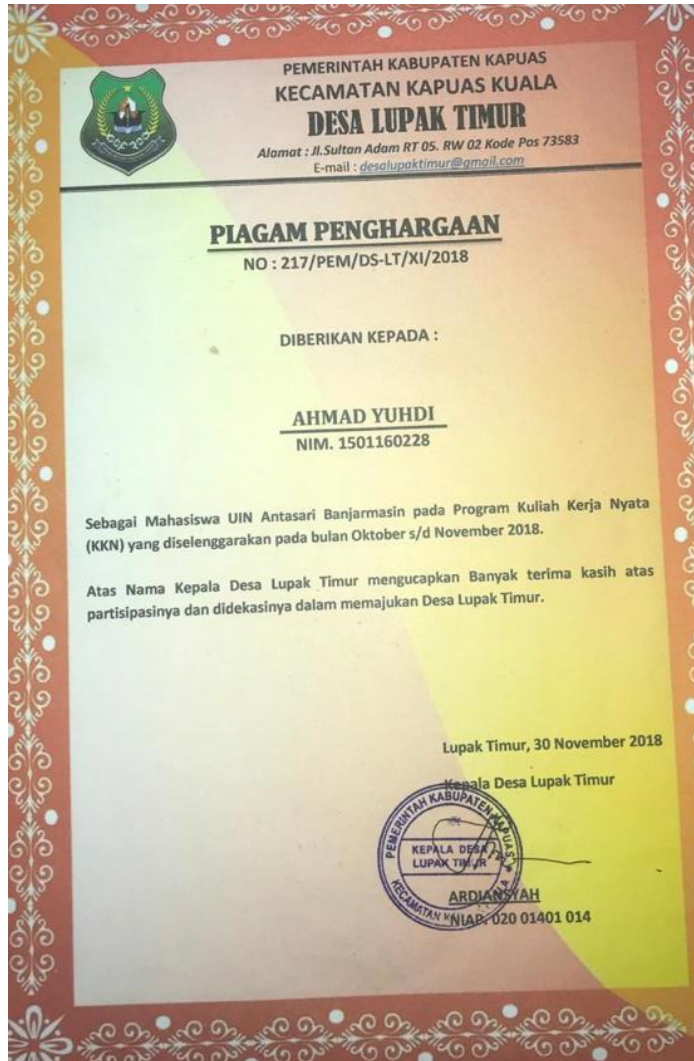 PEMERINTAH KABUPATEN KAPUAS
KECAMATAN KAPUAS KUALA
DESA LUPAK TIMUR
Alamat : Jl.Sultan Adam RT 05. RW 02 Kode Pos 73583
E-mail : desalupaktimur@gmail.com
PIAGAM PENGHARGAAN
NO : 217/PEM/DS-LT/XI/2018
DIBERIKAN KEPADA :
AHMAD YUHDI
NIM. 1501160228
Sebagai Mahasiswa UIN Antasari Banjarmasin pada Program Kuliah Kerja Nyata
(KKN) yang diselenggarakan pada bulan Oktober s/d November 2018.
Atas Nama Kepala Desa Lupak Timur mengucapkan Banyak terima kasih atas
partisipasinya dan didekasinya dalam memajukan Desa Lupak Timur.
Lupak Timur, 30 November 2018
Kepala Desa Lupak Timur
PEMERINTAH KABUPATEN KAPUAS
KEPALA DESA
LUPAK TIMUR
KECAMATAN
ARDIANSYAH
NIAP. 020 01401 014